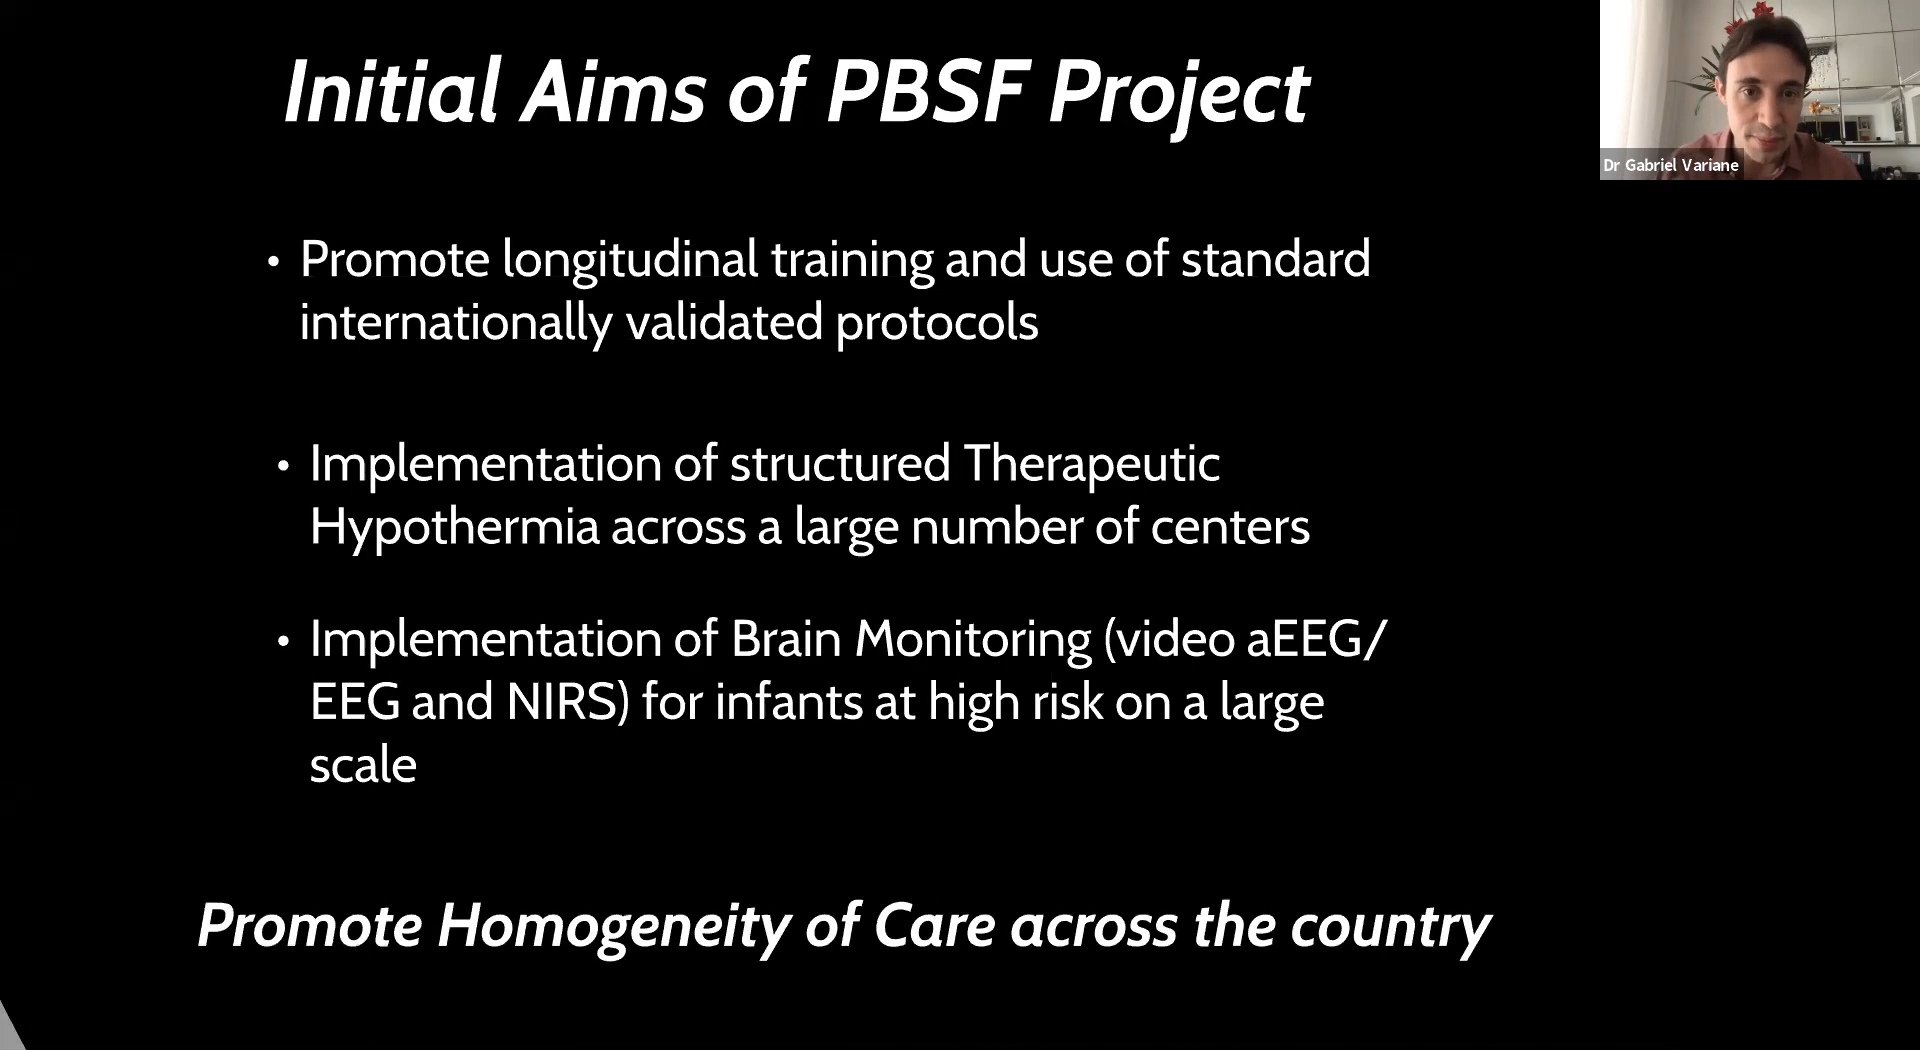 Initial Aims of PBSF Project
Dr Gabriel Variane
• Promote longitudinal training and use of standard
internationally validated protocols
• Implementation of structured Therapeutic
Hypothermia across a large number of centers
• Implementation of Brain Monitoring (video aEEG/
EEG and NIRS) for infants at high risk on a large
scale
Promote Homogeneity of Care across the country